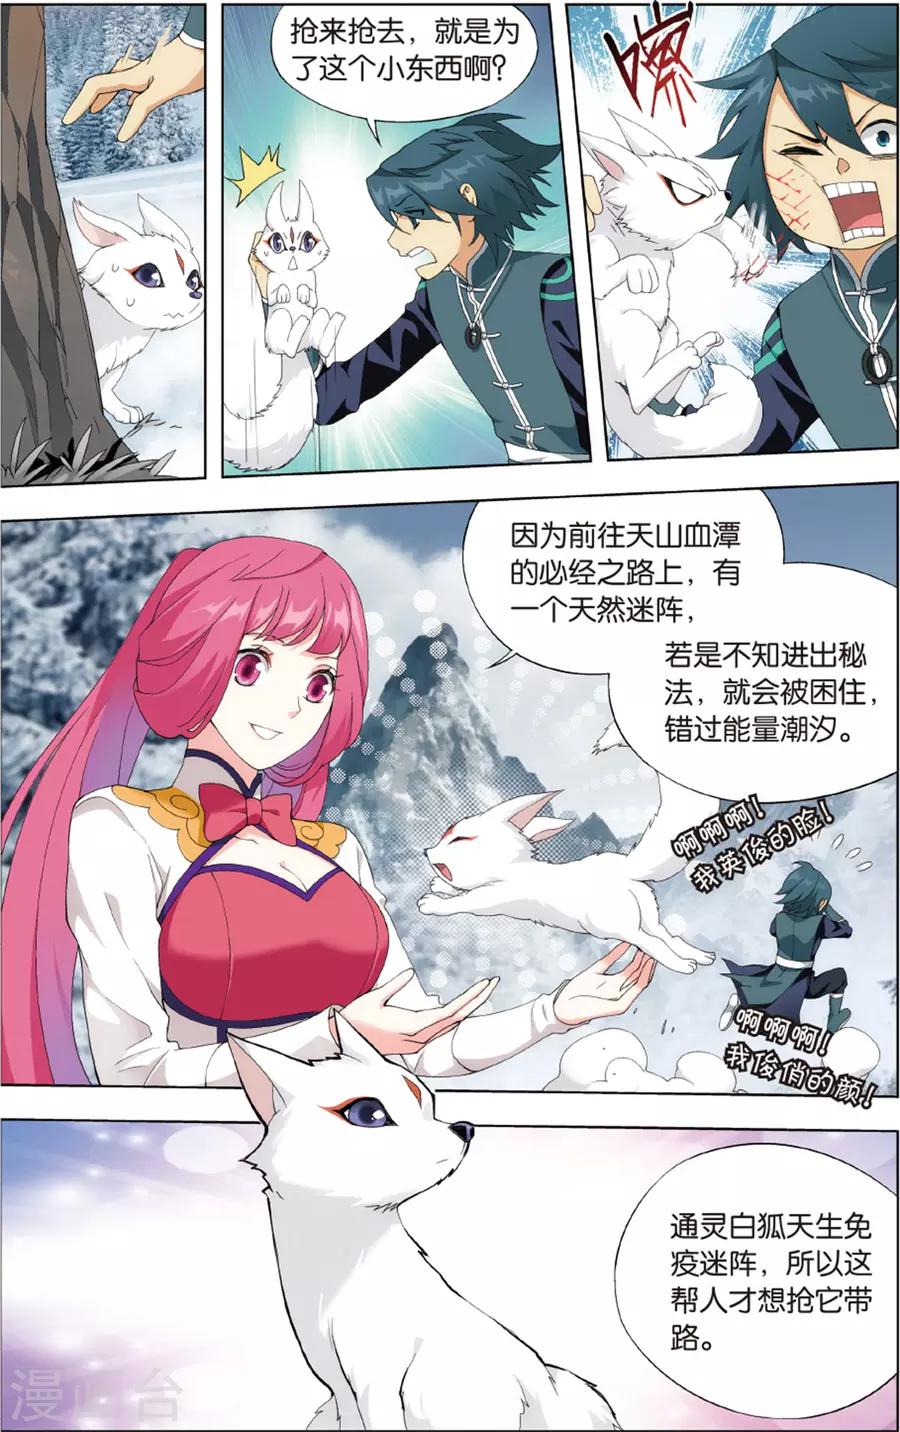 抢来抢去，就是为
了这个小东西啊？
嚓
因为前往天山血潭
的必经之路上，有
一个天然迷阵，
若是不知进出秘
法，就会被困住，
错过能量潮汐。
啊啊啊！
我英俊的脸！
啊啊啊！
我俊俏的颜！
通灵白狐天生免
疫迷阵，所以这
帮人才想抢它带
路。
漫画台